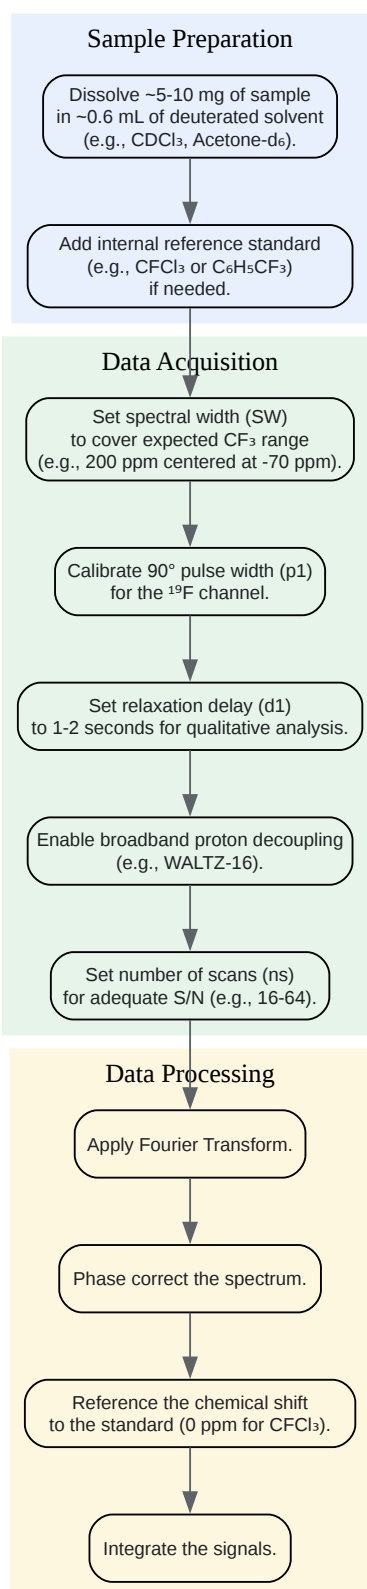 Sample Preparation
Dissolve ~5-10 mg of sample
in ~0.6 mL of deuterated solvent
(e.g., CDCl₃, Acetone-d₆).
Add internal reference standard
(e.g., CFCl₃ or C₆H₅CF₃)
if needed.
Data Acquisition
Set spectral width (SW)
to cover expected CF₃ range
(e.g., 200 ppm centered at -70 ppm).
Calibrate 90° pulse width (p1)
for the ¹⁹F channel.
Set relaxation delay (d1)
to 1-2 seconds for qualitative analysis.
Enable broadband proton decoupling
(e.g., WALTZ-16).
Set number of scans (ns)
for adequate S/N (e.g., 16-64).
Data Processing
Apply Fourier Transform.
Phase correct the spectrum.
Reference the chemical shift
to the standard (0 ppm for CFCl₃).
Integrate the signals.